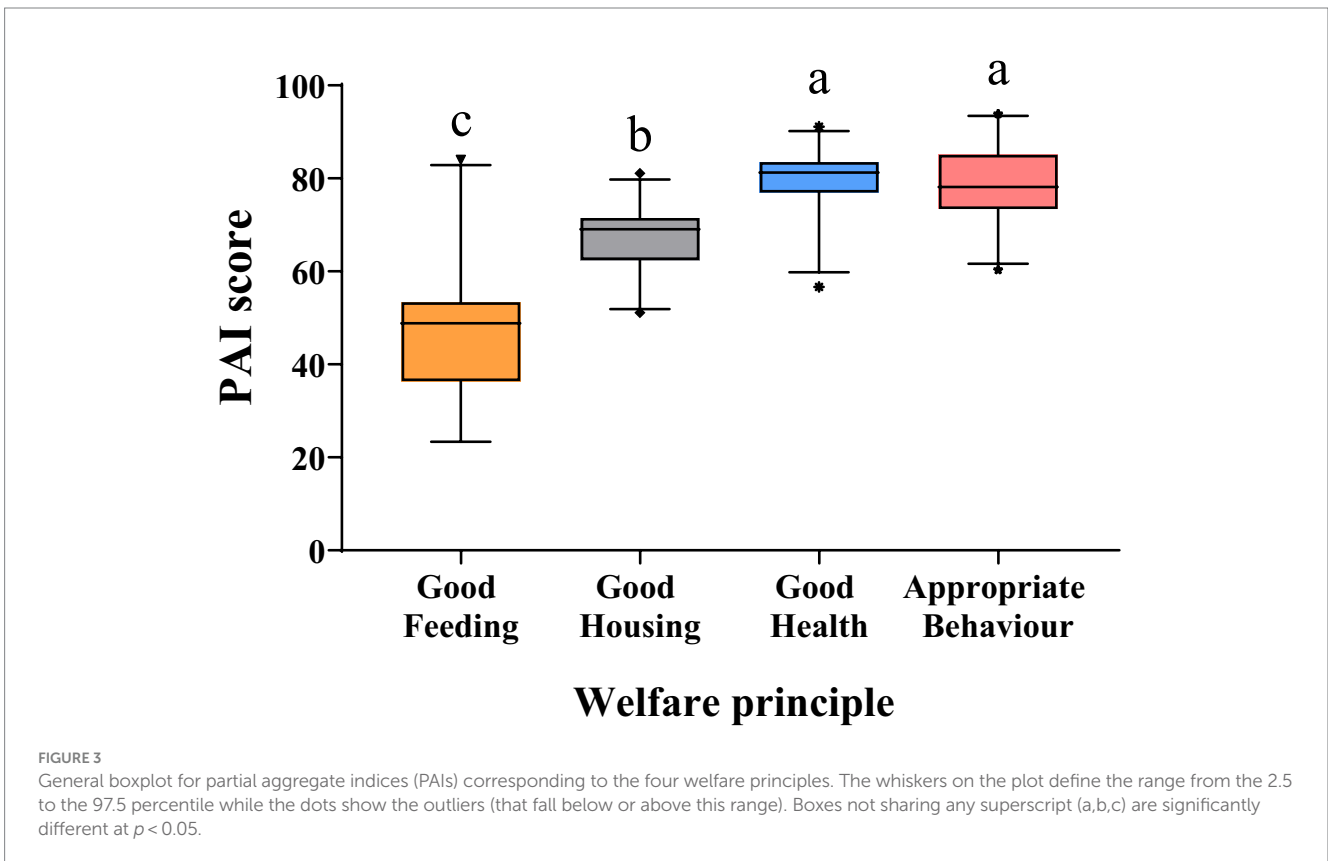 100
80
60
40
20
0
PAI score
c
b
a
a
Good
Feeding
Good
Housing
Good
Health
Appropriate
Behaviour
Welfare principle
FIGURE 3
General boxplot for partial aggregate indices (PAIs) corresponding to the four welfare principles. The whiskers on the plot define the range from the 2.5
to the 97.5 percentile while the dots show the outliers (that fall below or above this range). Boxes not sharing any superscript (a,b,c) are significantly
different at p < 0.05.